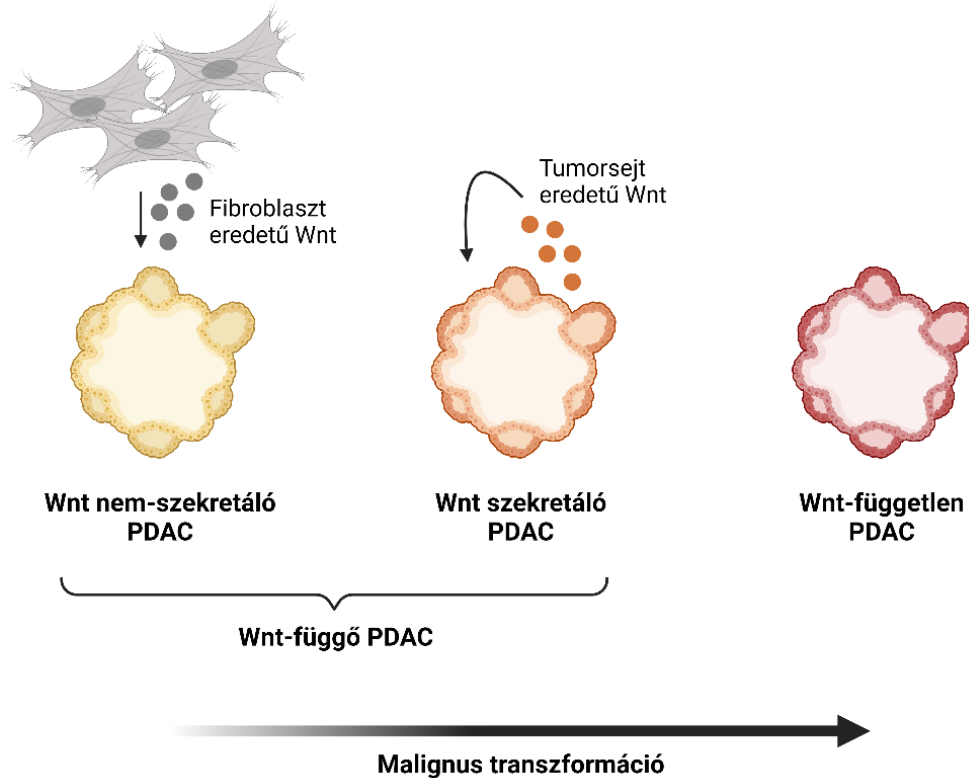 Fibroblaszt
eredetű Wnt
Tumorsejt
eredetű Wnt
Wnt nem-szekretáló
PDAC
Wnt szekretáló
PDAC
Wnt-független
PDAC
Wnt-függő PDAC
Malignus transzformáció